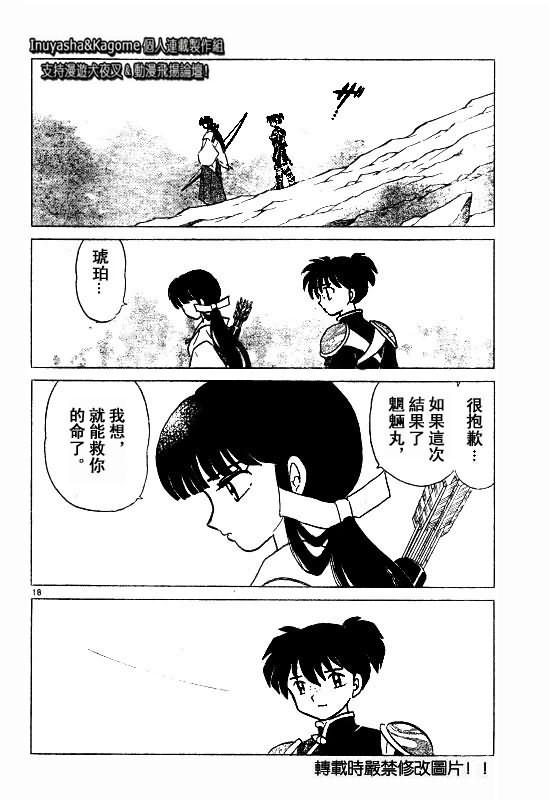 Inuyasha&Kagome 個人連載製作組
支持漫遊犬夜叉 & 動漫飛揚論壇!
ザッ
琥珀…
很抱歉…
如果這次
結果了
魍魎丸，
我想，
就能救你
的命了。
18
轉載時嚴禁修改圖片!!